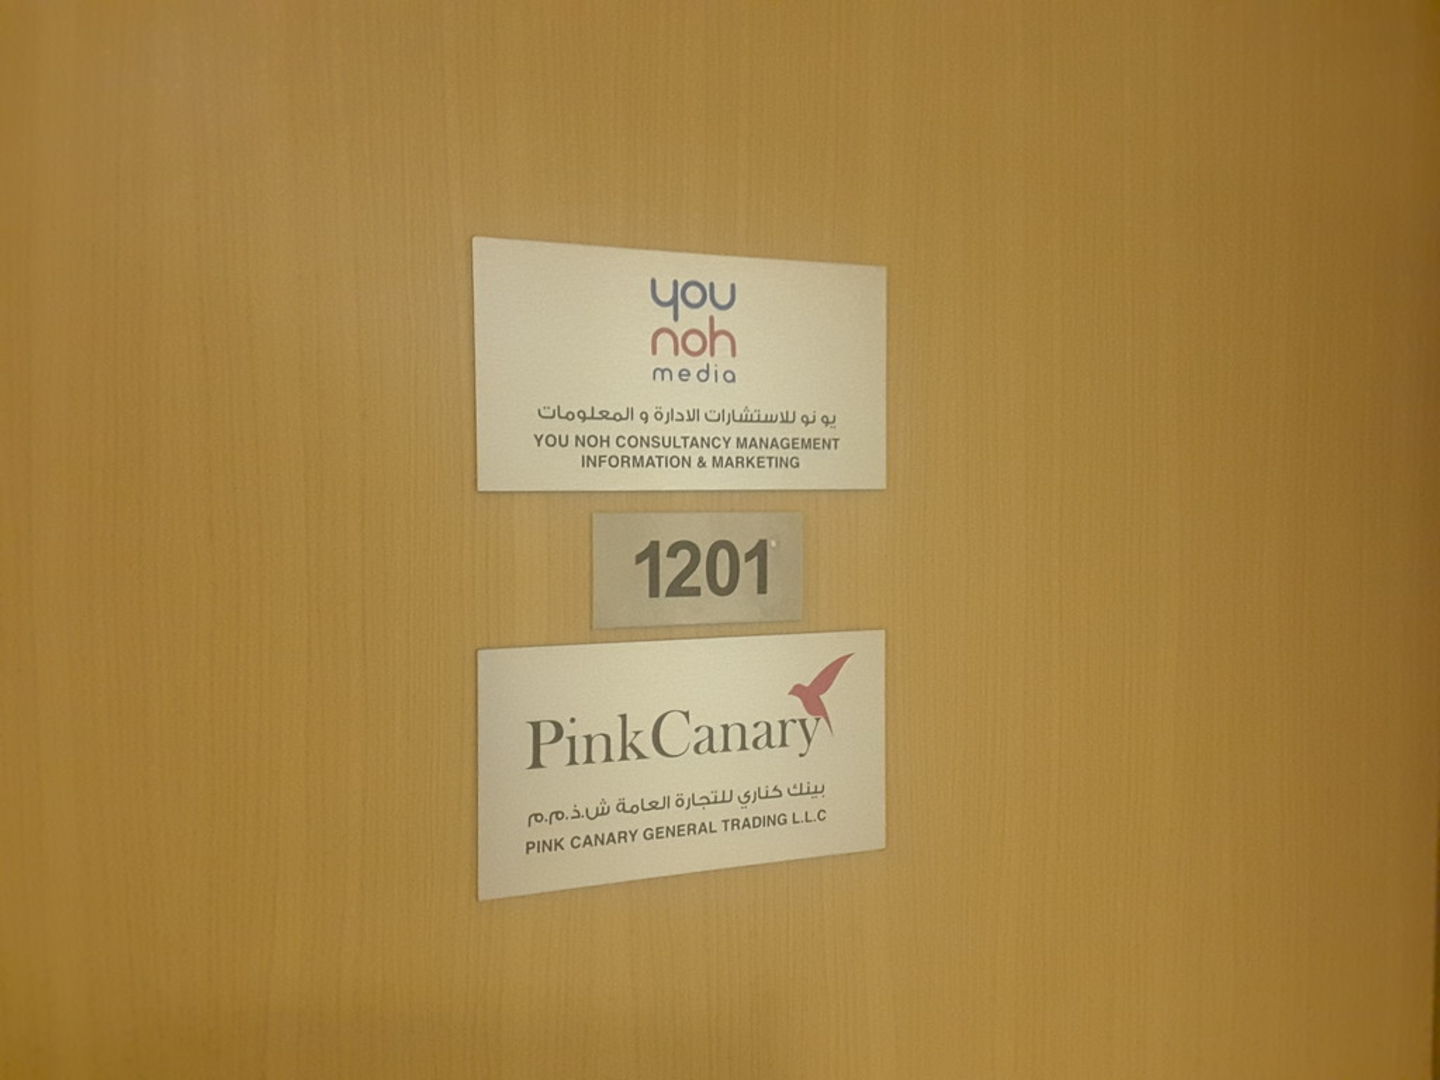 you
noh
media
يو نو للاستشارات الادارة و المعلومات
YOU NOH CONSULTANCY MANAGEMENT
INFORMATION & MARKETING
1201
PinkCanary
بينك كناري للتجارة العامة ش.ذ.م.م
PINK CANARY GENERAL TRADING L.L.C